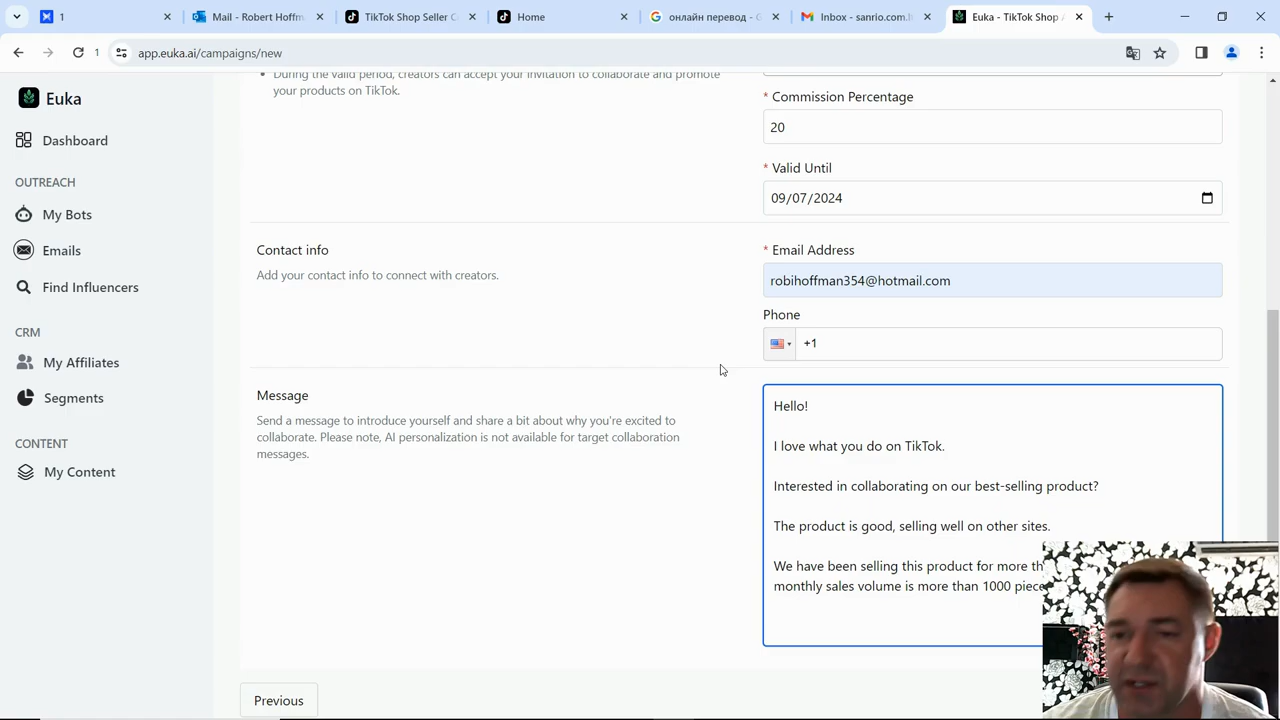 1
Mail - Robert Hoffm
TikTok Shop Seller C
Home
онлайн перевод - G
Inbox - sanrio.com.l
Euka - TikTok Shop A
1
app.euka.ai/campaigns/new
Euka
Dashboard
OUTREACH
My Bots
Emails
Find Influencers
CRM
My Affiliates
Segments
CONTENT
My Content
During the valid period, creators can accept your invitation to collaborate and promote
your products on TikTok.
* Commission Percentage
20
* Valid Until
09/07/2024
Contact info
Add your contact info to connect with creators.
* Email Address
robihoffman354@hotmail.com
Phone
+1
Message
Send a message to introduce yourself and share a bit about why you're excited to
collaborate. Please note, AI personalization is not available for target collaboration
messages.
Hello!
I love what you do on TikTok.
Interested in collaborating on our best-selling product?
The product is good, selling well on other sites.
We have been selling this product for more th
monthly sales volume is more than 1000 piece
Previous